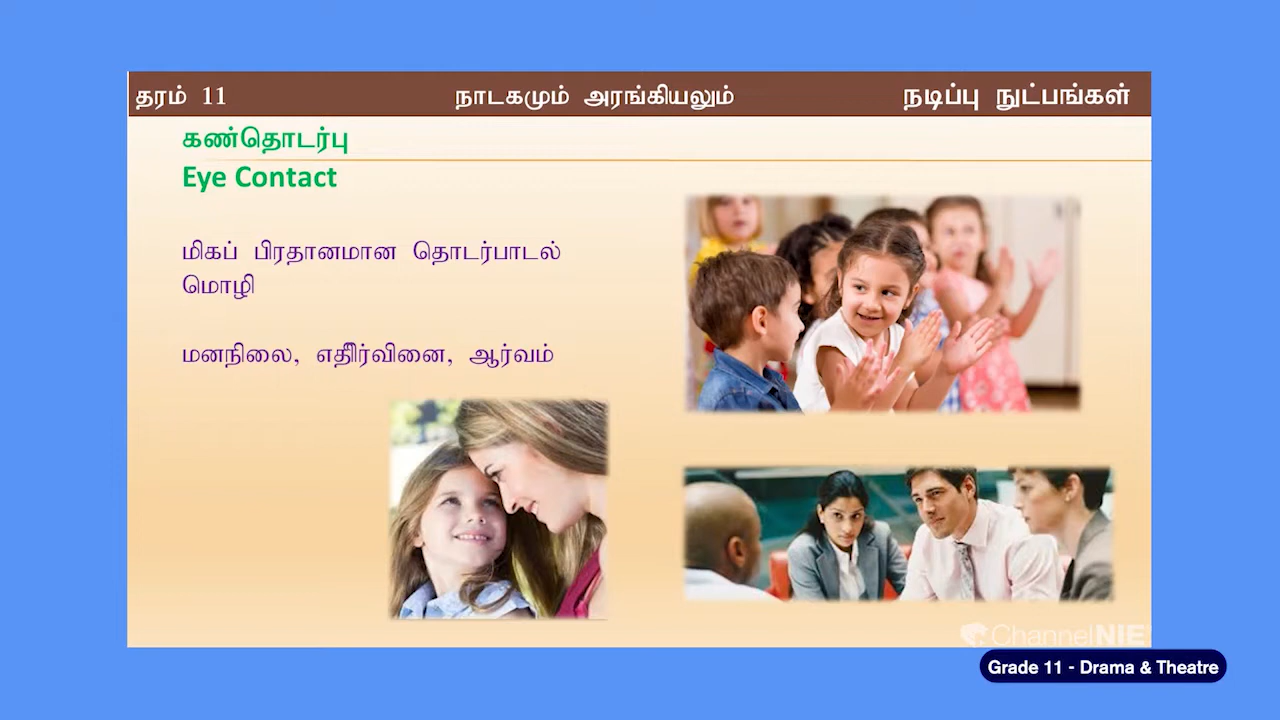 தரம் 11 நாடகமும் அரங்கியலும் நடிப்பு நுட்பங்கள்
கண்தொடர்பு
Eye Contact
மிகப் பிரதானமான தொடர்பாடல்
மொழி
மனநிலை, எதிர்வினை, ஆர்வம்
ChannelNIE
Grade 11 - Drama & Theatre